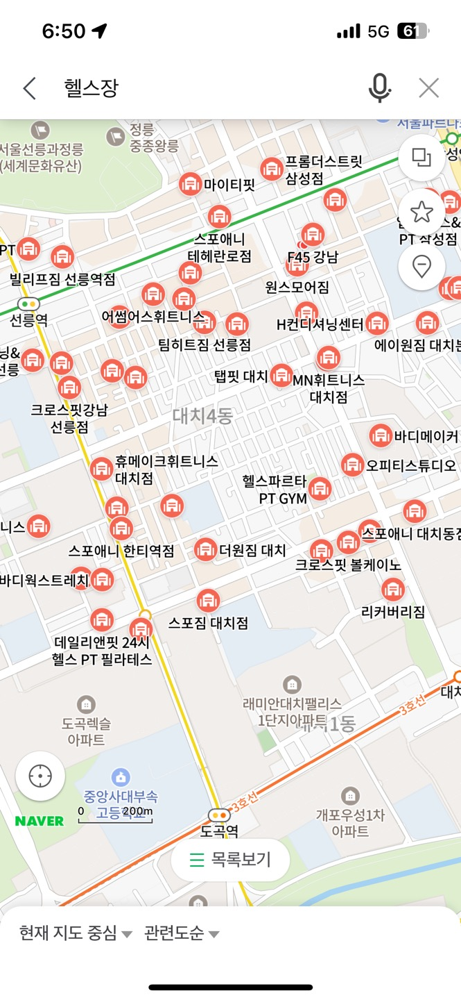 6:50
5G
61
헬스장
정릉
중종왕릉
서울선릉과정릉
(세계문화유산)
프롬더스트릿
삼성점
마이티핏
스포애니
테헤란로점
PT 삼성점
PT
F45 강남
빌리프짐 선릉역점
원스모어짐
선릉역
어썸어스휘트니스
H컨디셔닝센터
팀히트짐 선릉점
에이원짐 대치
닝&
선릉
탭핏 대치
MN휘트니스
대치점
크로스핏강남
선릉점
대치4동
바디메이커
휴메이크휘트니스
대치점
오피티스튜디오
헬스파르타
PT GYM
니스
스포애니 한티역점
더원짐 대치
스포애니 대치동점
크로스핏 볼케이노
바디웍스트레치
리커버리짐
스포짐 대치점
데일리앤핏 24시
헬스 PT 필라테스
대치
래미안대치팰리스
1단지아파트
대치1동
3호선
도곡렉슬
아파트
중앙사대부속
고등학교
개포우성1차
아파트
0 200m
NAVER
3호선
도곡역
목록보기
현재 지도 중심
관련도순